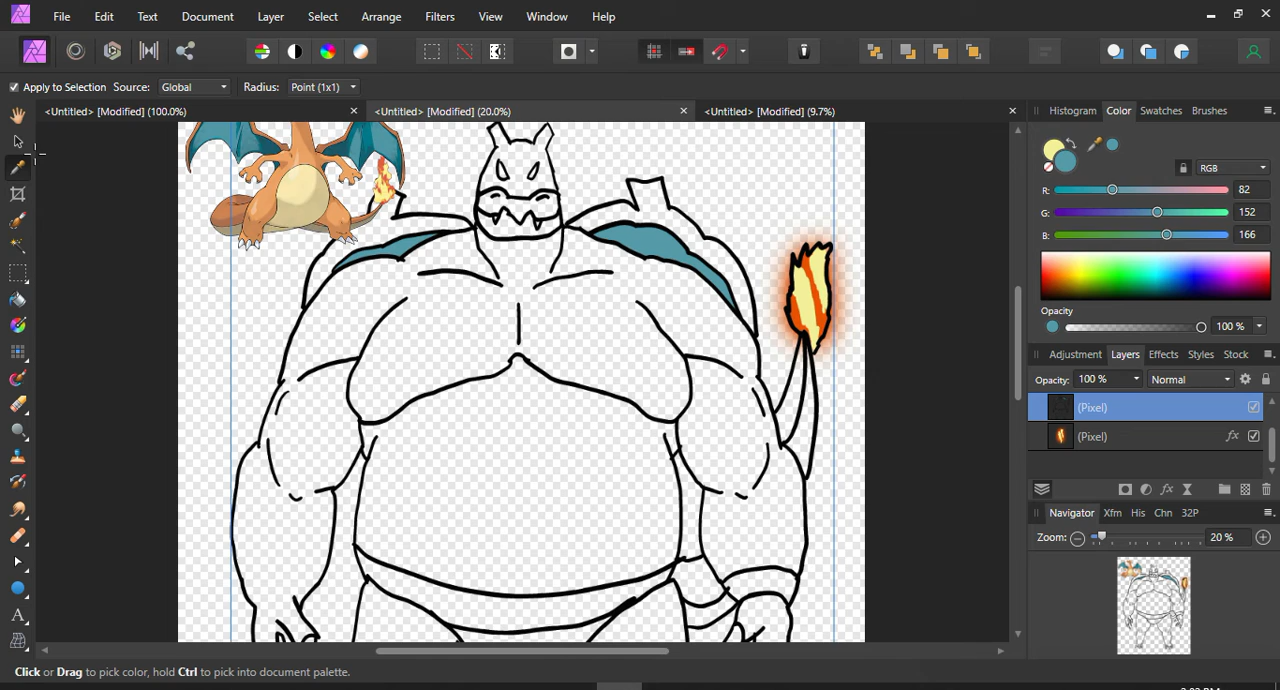 File Edit Text Document Layer Select Arrange Filters View Window Help
Apply to Selection Source: Global Radius: Point (1x1)
<Untitled> [Modified] (100.0%) <Untitled> [Modified] (20.0%) <Untitled> [Modified] (9.7%)
Histogram Color Swatches Brushes
RGB
R: 82
G: 152
B: 166
Opacity
100 %
Adjustment Layers Effects Styles Stock
Opacity: 100 % Normal
(Pixel)
(Pixel) fx
fx
Navigator Xfm His Chn 32P
Zoom: 20 %
A
Click or Drag to pick color, hold Ctrl to pick into document palette.